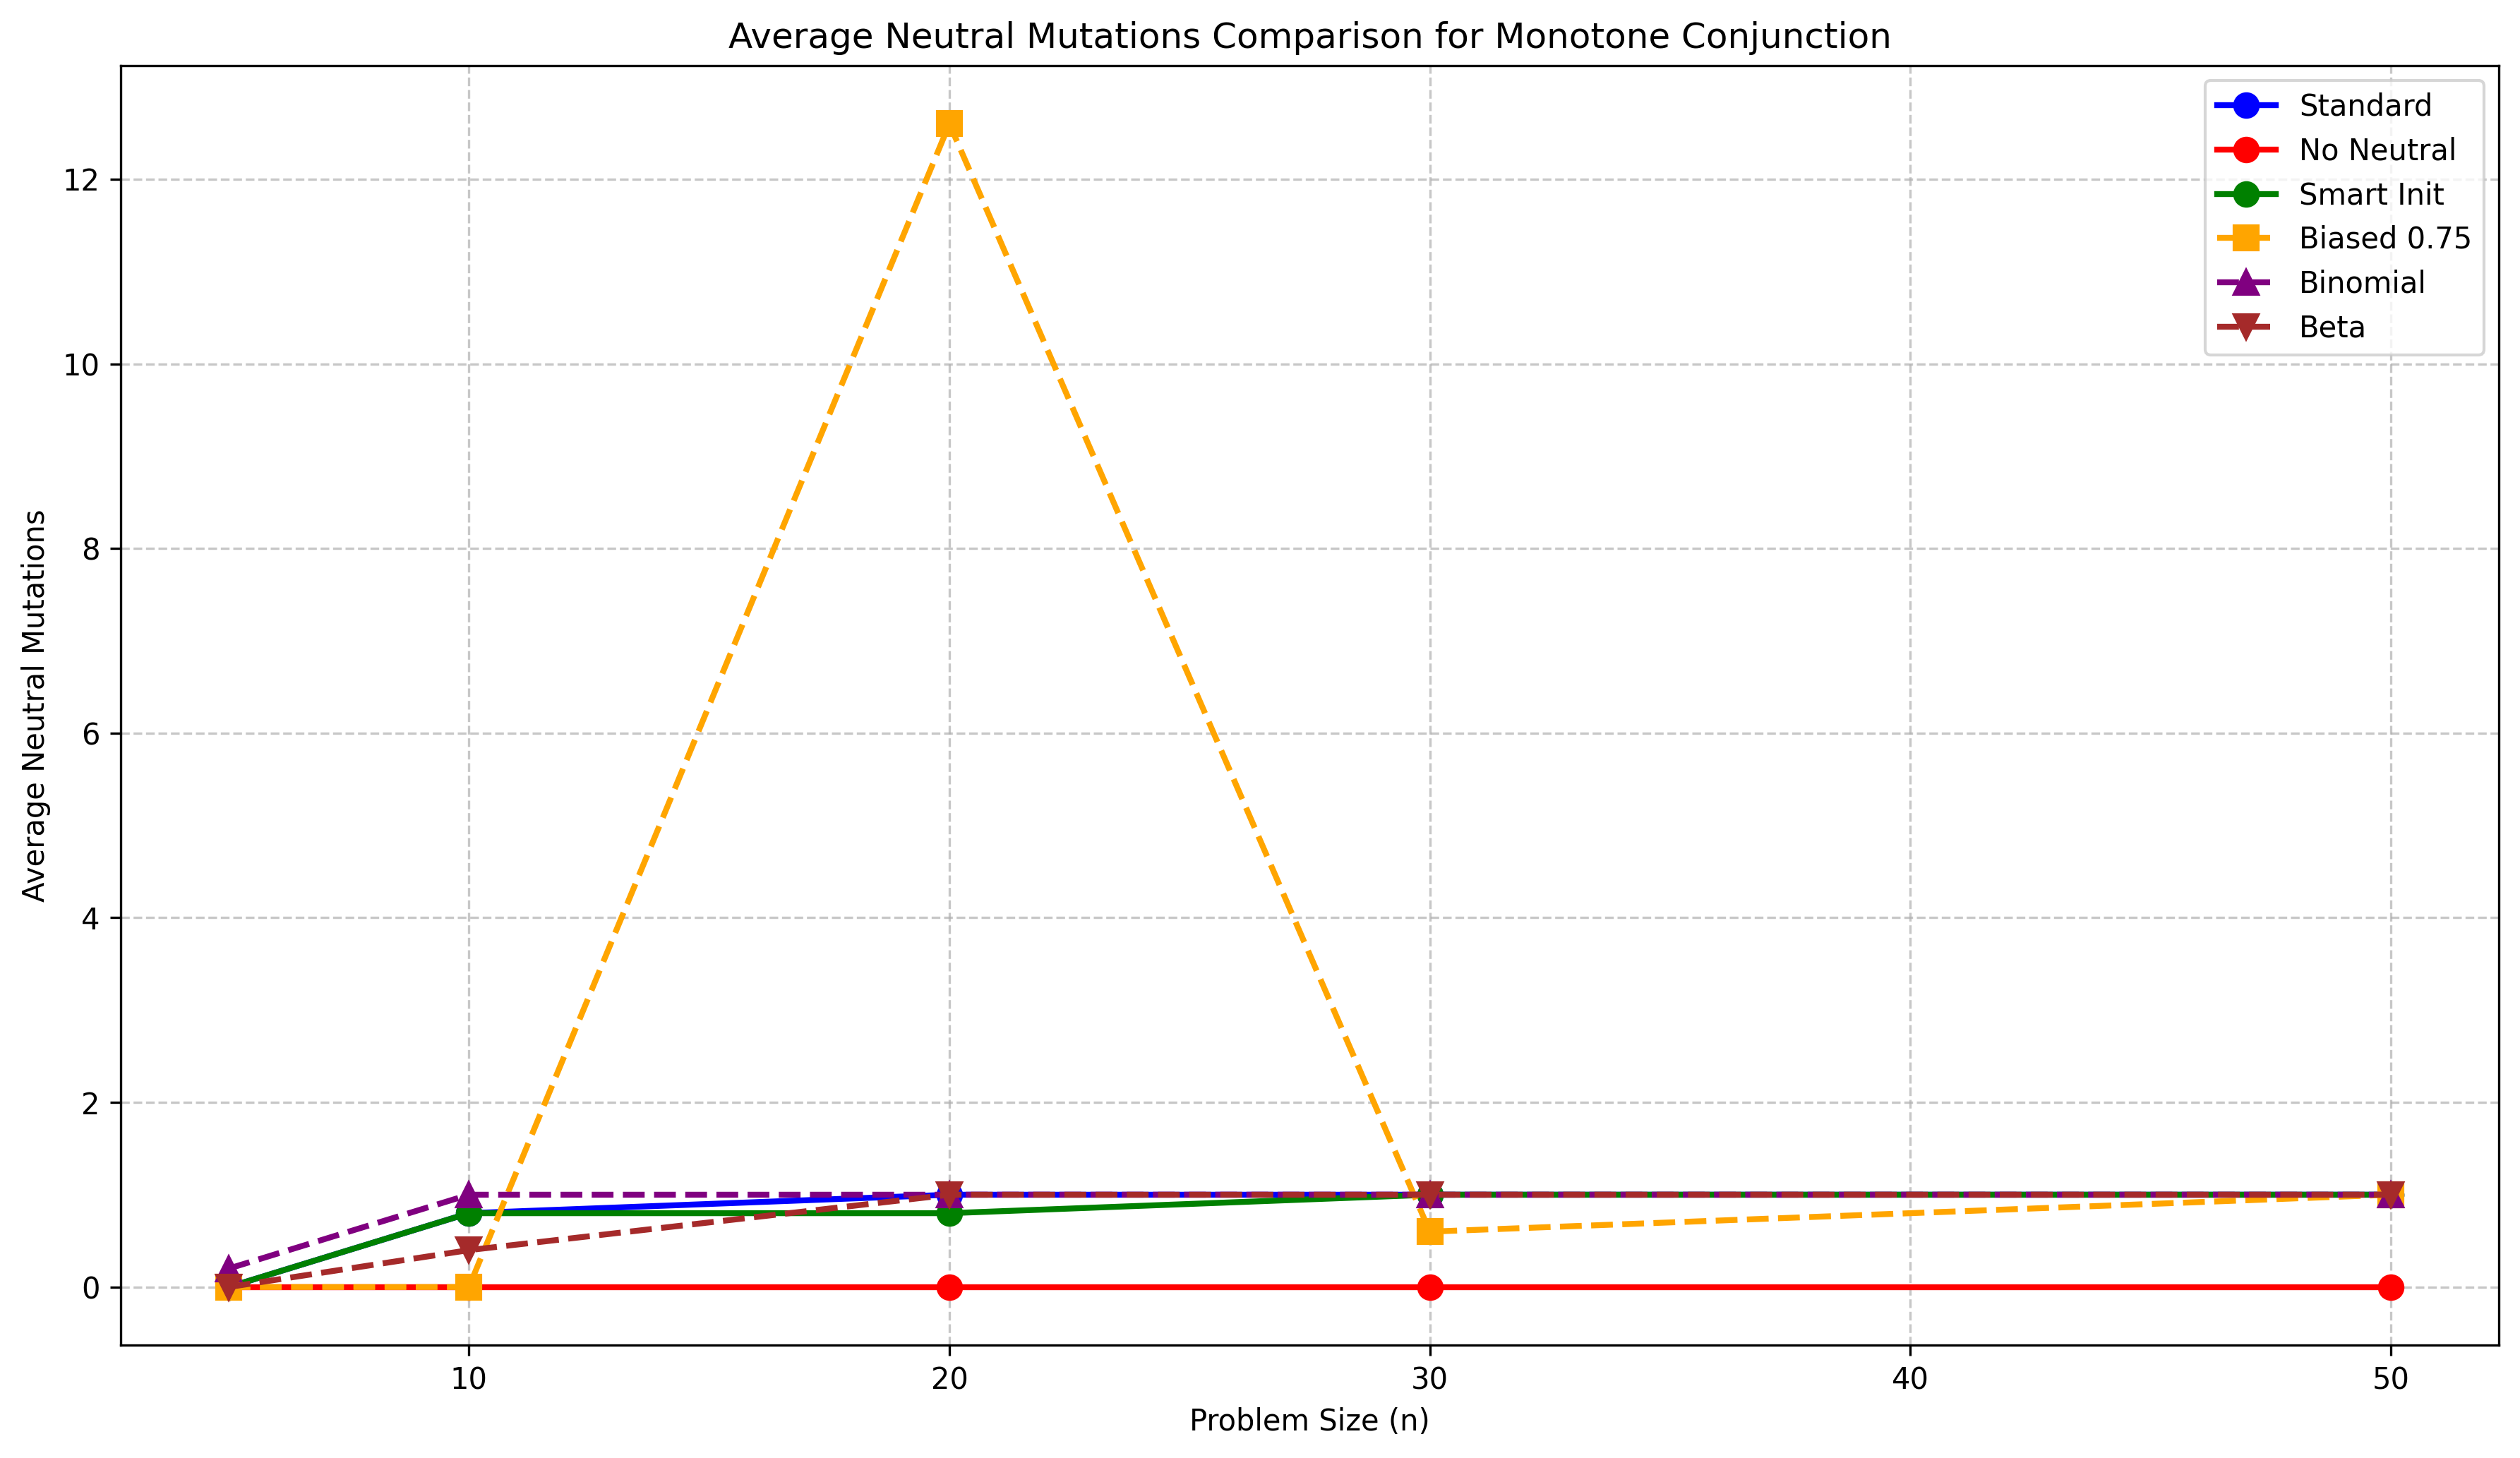 Average Neutral Mutations Comparison for Monotone Conjunction
Standard
No Neutral
Smart Init
Biased 0.75
Binomial
Beta
Average Neutral Mutations
12
10
8
6
4
2
0
10 20 30 40 50
Problem Size (n)